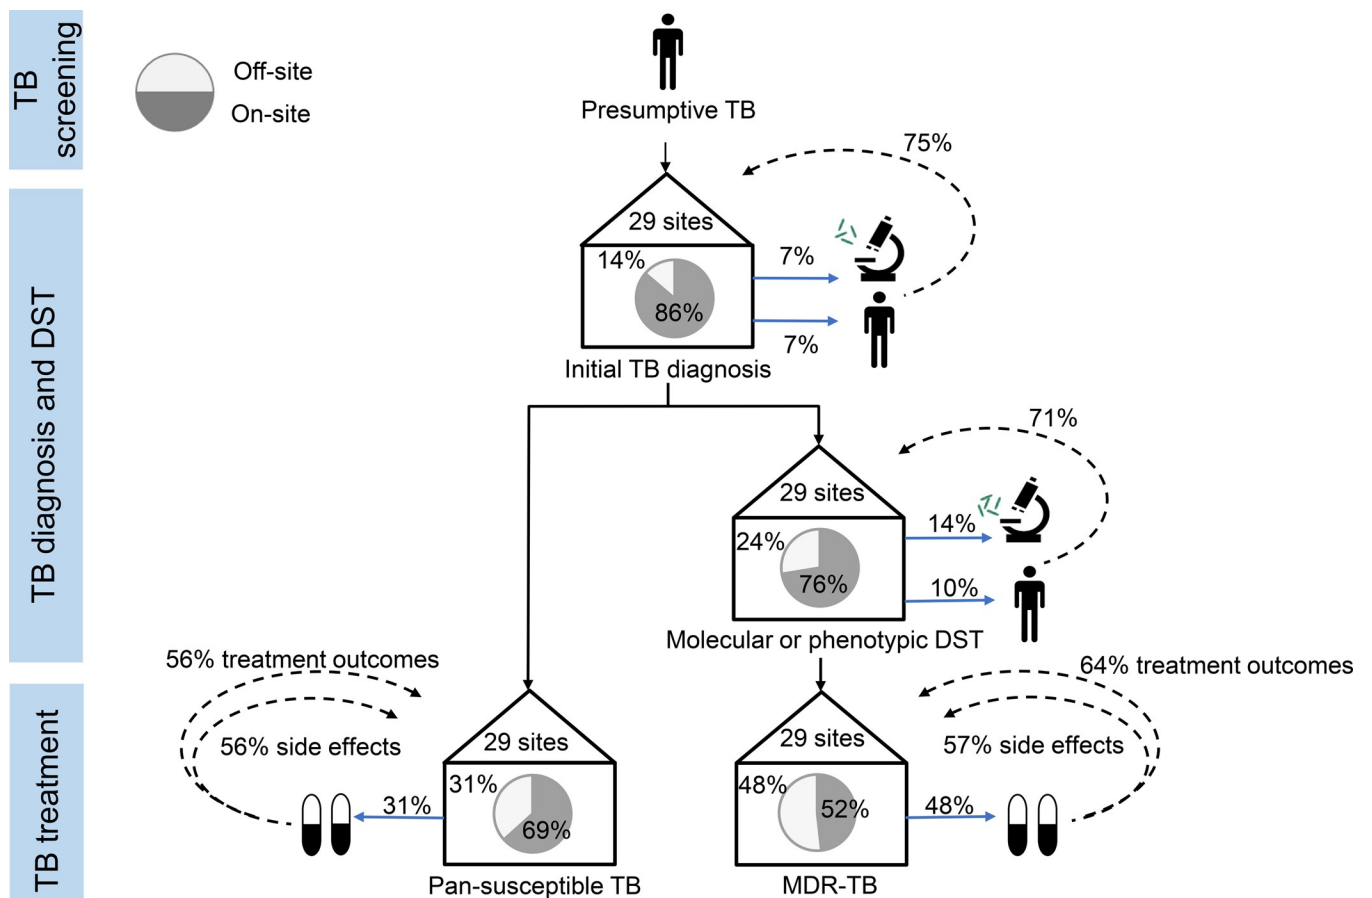 TB
screening
Off-site
On-site
Presumptive TB
75%
29 sites
14%
86%
7%
7%
Initial TB diagnosis
TB diagnosis and DST
71%
29 sites
24%
76%
14%
10%
Molecular or phenotypic DST
56% treatment outcomes
64% treatment outcomes
TB treatment
56% side effects
29 sites
31%
69%
31%
Pan-susceptible TB
29 sites
57% side effects
48%
52%
48%
MDR-TB